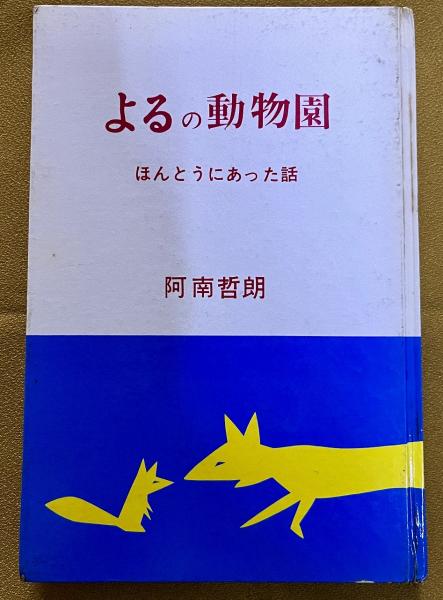 よるの動物園
ほんとうにあった話
阿南哲朗